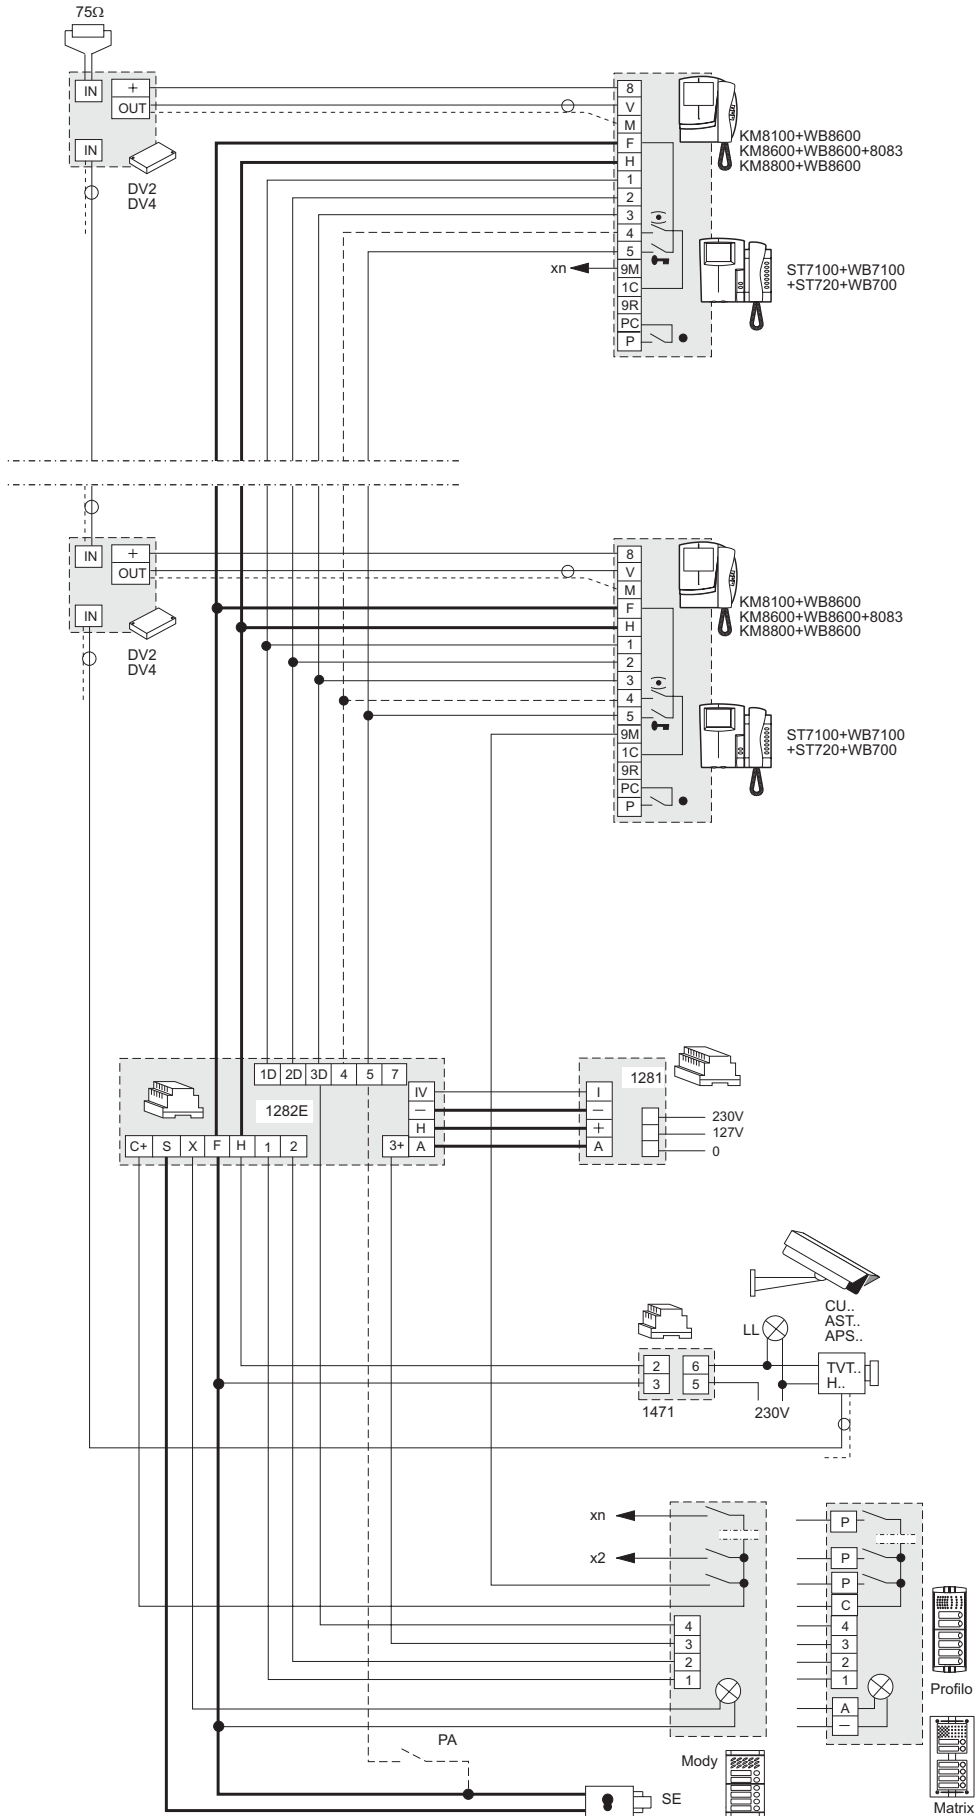 75Ω
IN
+
OUT
IN
DV2
DV4
8
V
M
F
H
1
2
3
4
5
9M
1C
9R
PC
P
xn
KM8100+WB8600
KM8600+WB8600+8083
KM8800+WB8600
ST7100+WB7100
+ST720+WB700
IN
+
OUT
IN
DV2
DV4
8
V
M
F
H
1
2
3
4
5
9M
1C
9R
PC
P
KM8100+WB8600
KM8600+WB8600+8083
KM8800+WB8600
ST7100+WB7100
+ST720+WB700
1D 2D 3D 4 5 7
1282E
IV
−
H
3+ A
C+ S X F H 1 2
1281
I
−
+
A
230V
127V
0
CU..
AST..
APS..
LL
TVT..
H..
2 6
3 5
1471
230V
xn
x2
4
3
2
1
P
P
P
C
4
3
2
1
A
−
Profilo
Mody
Matrix
PA
SE